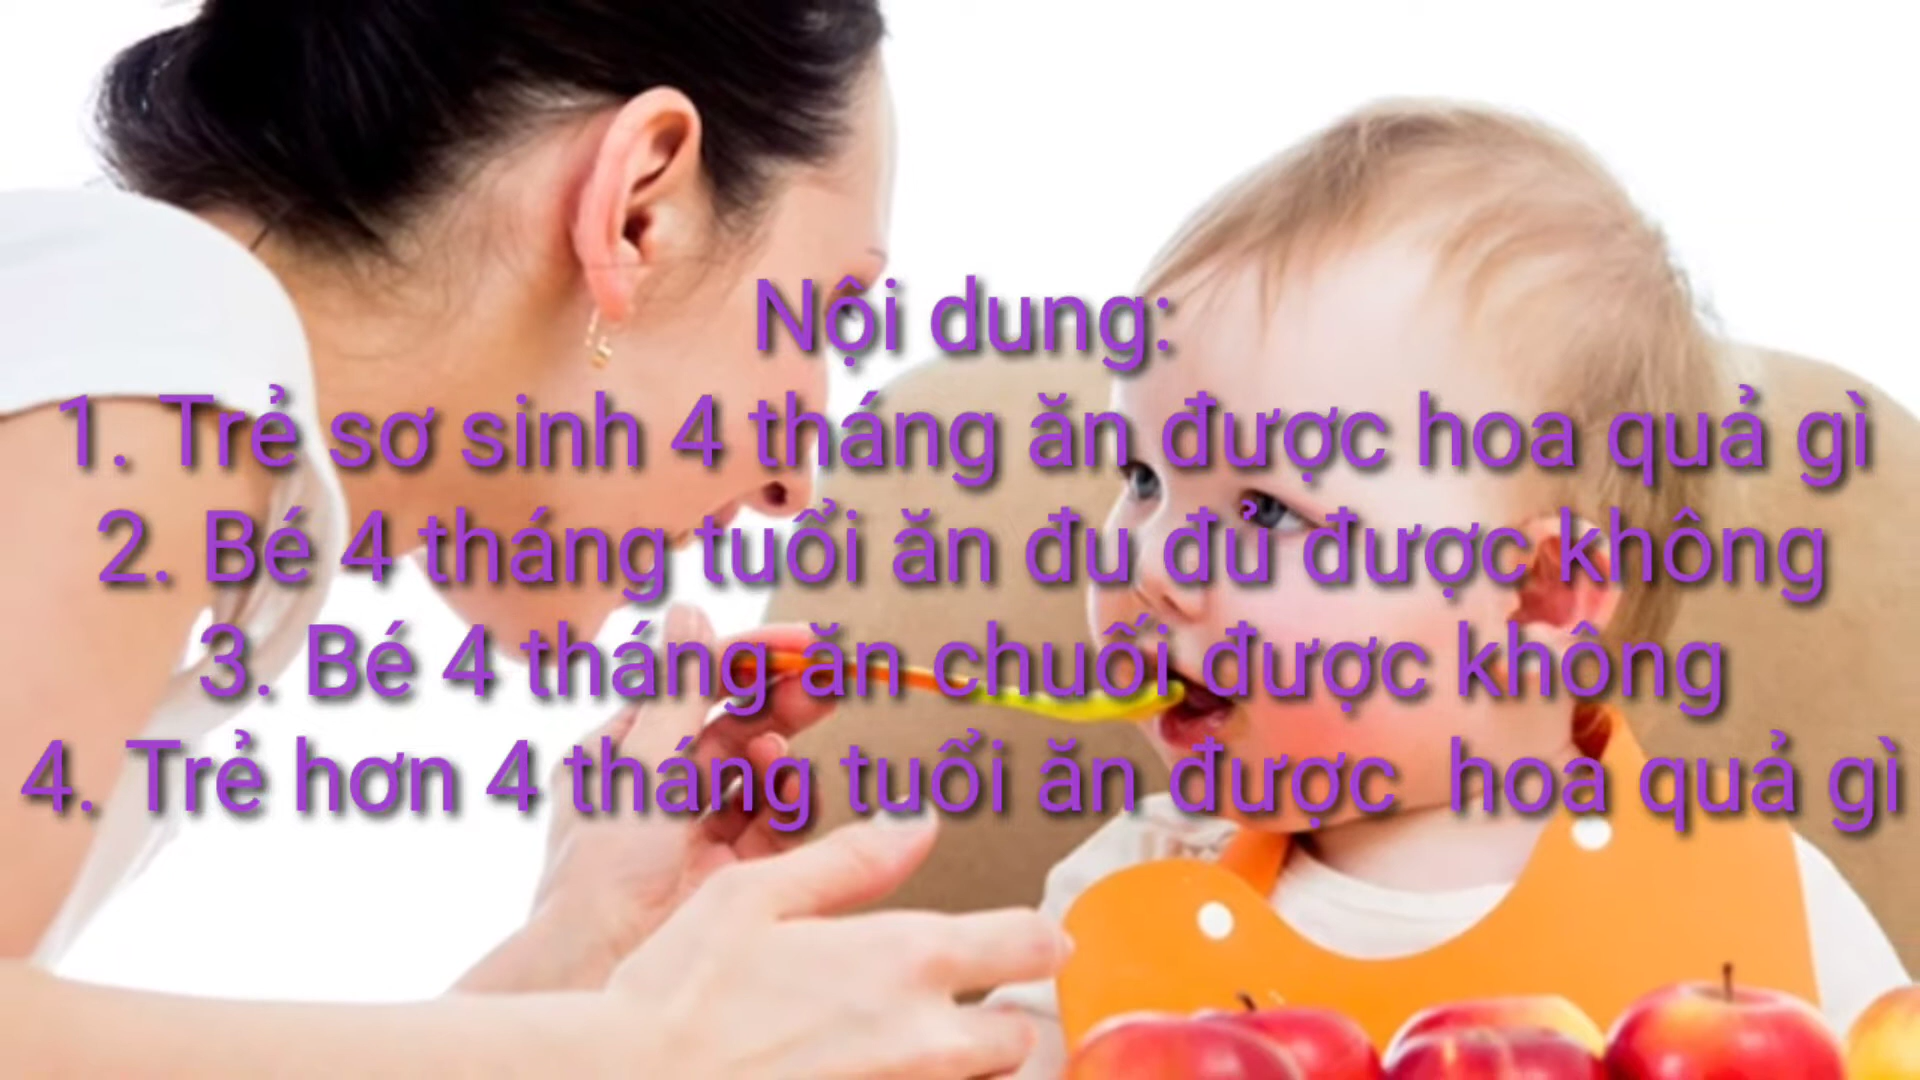 Nội dung:
1. Trẻ sơ sinh 4 tháng ăn được hoa quả gì
2. Bé 4 tháng tuổi ăn đu đủ được không
3. Bé 4 tháng ăn chuối được không
4. Trẻ hơn 4 tháng tuổi ăn được  hoa quả gì